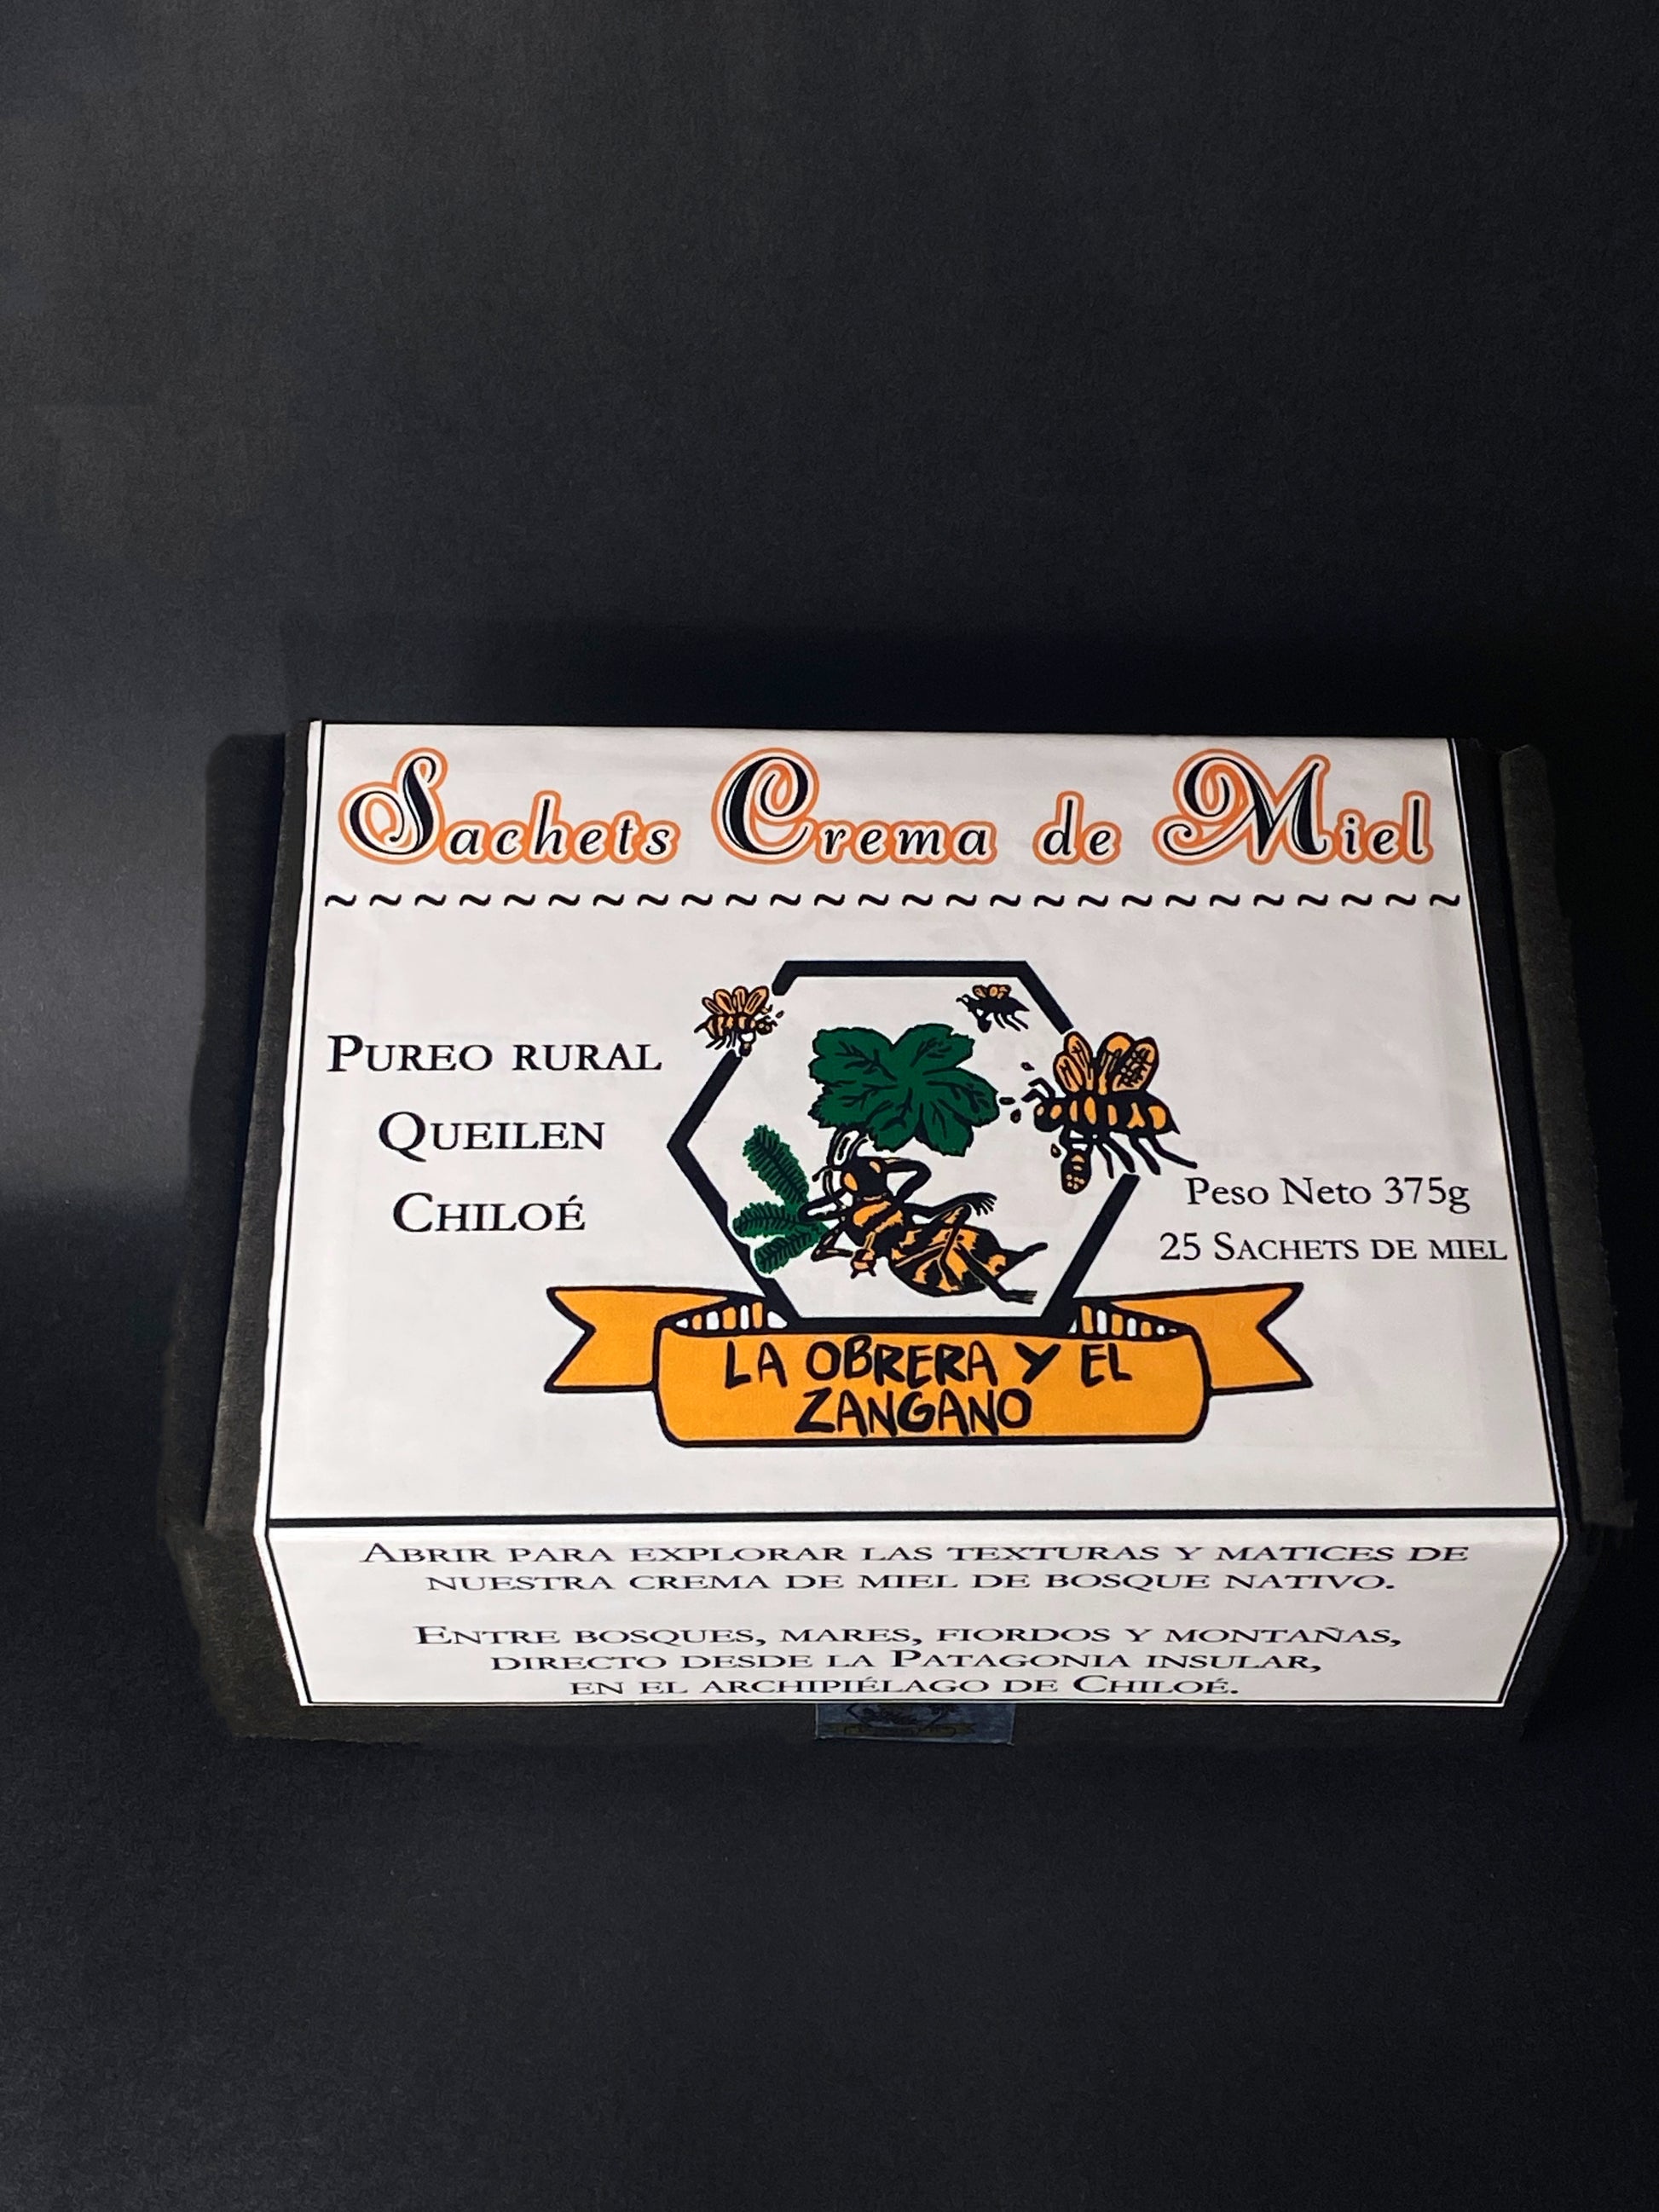 Sachets Crema de Miel
~~~~~~~~~~~~~~~~~~~~~~~~~~
Pureo rural
Queilen
Chiloé
Peso Neto 375g
25 Sachets de miel
LA OBRERA Y EL
ZANGANO
Abrir para explorar las texturas y matices de
nuestra crema de miel de bosque nativo.
Entre bosques, mares, fiordos y montañas,
directo desde la Patagonia insular,
en el archipiélago de Chiloé.